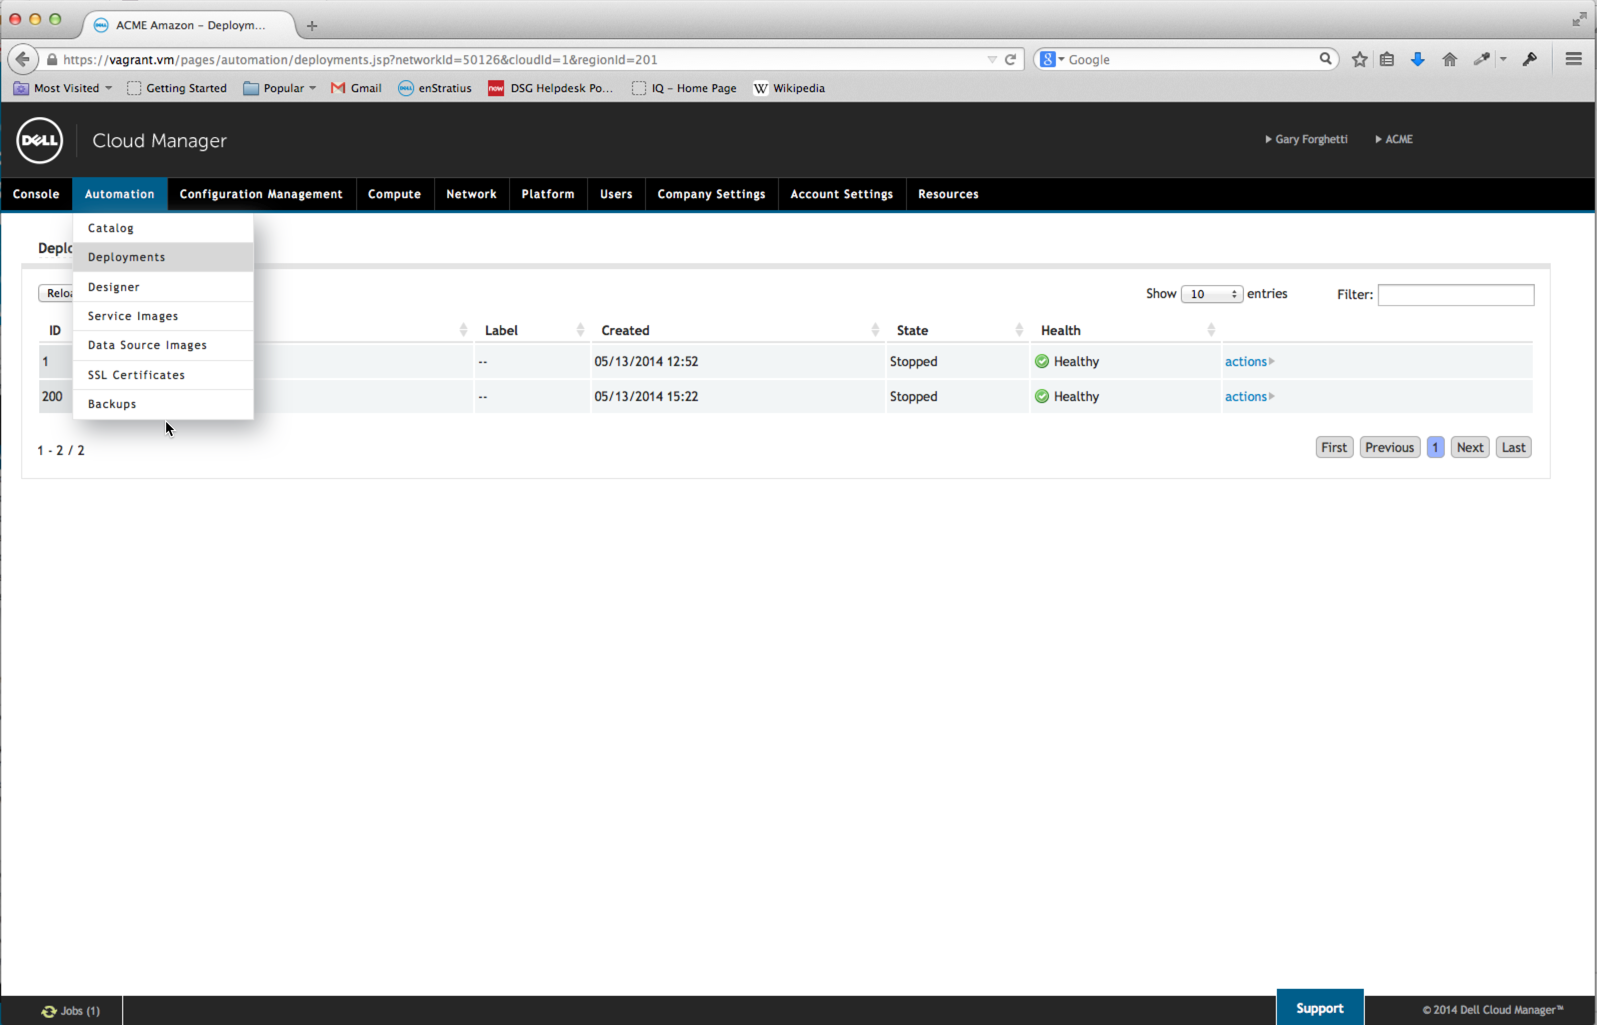 ACME Amazon – Deploym...
https://vagrant.vm/pages/automation/deployments.jsp?networkId=50126&cloudId=1&regionId=201
Google
Most Visited Getting Started Popular Gmail enStratius DSG Helpdesk Po... IQ – Home Page Wikipedia
DELL Cloud Manager Gary Forghetti ACME
Console Automation Configuration Management Compute Network Platform Users Company Settings Account Settings Resources
Catalog
Deplo
Deployments
Designer
Reloa
Show 10 entries Filter:
Service Images
ID Label Created State Health
Data Source Images
1 -- 05/13/2014 12:52 Stopped Healthy actions
SSL Certificates
200 -- 05/13/2014 15:22 Stopped Healthy actions
Backups
1 - 2 / 2 First Previous 1 Next Last
Jobs (1) Support © 2014 Dell Cloud Manager™